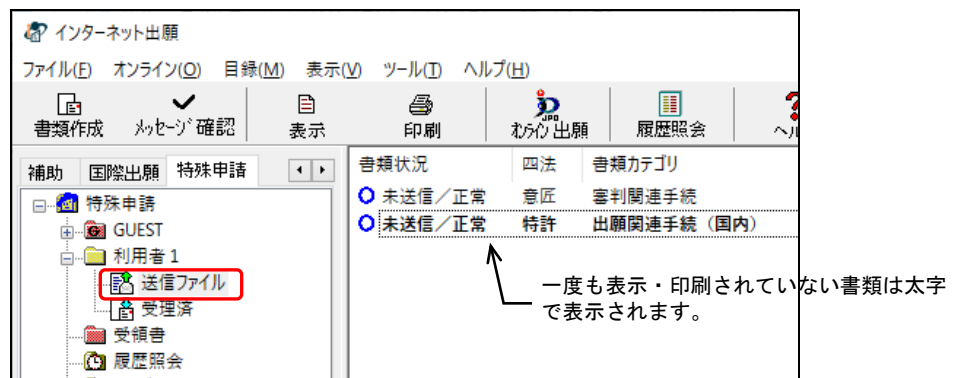 インターネット出願
ファイル(F) オンライン(O) 目録(M) 表示(V) ツール(T) ヘルプ(H)
書類作成 メッセージ確認 表示 印刷 オンライン出願 履歴照会
補助 国際出願 特殊申請
書類状況 四法 書類カテゴリ
特殊申請
未送信/正常 意匠 審判関連手続
GUEST
未送信/正常 特許 出願関連手続(国内)
利用者1
送信ファイル
受理済
受領書
履歴照会
一度も表示・印刷されていない書類は太字
で表示されます。